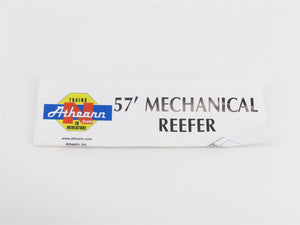 TRAINS
Athearn
IN
MINIATURE
www.athearn.com
Athearn, Inc.
57' MECHANICAL
REEFER